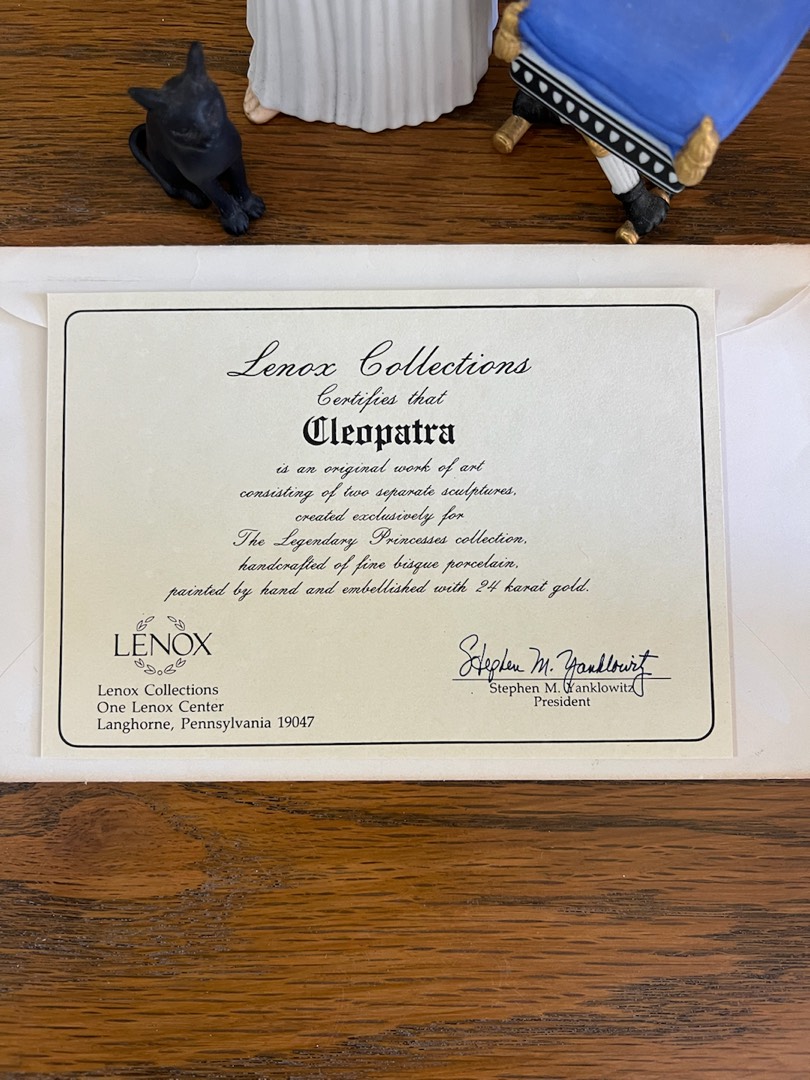 Lenox Collections
Certifies that
Cleopatra
is an original work of art
consisting of two separate sculptures,
created exclusively for
The Legendary Princesses collection,
handcrafted of fine bisque porcelain,
painted by hand and embellished with 24 karat gold.
LENOX
Lenox Collections
One Lenox Center
Langhorne, Pennsylvania 19047
Stephen M. Yanklowitz
Stephen M. Yanklowitz
President